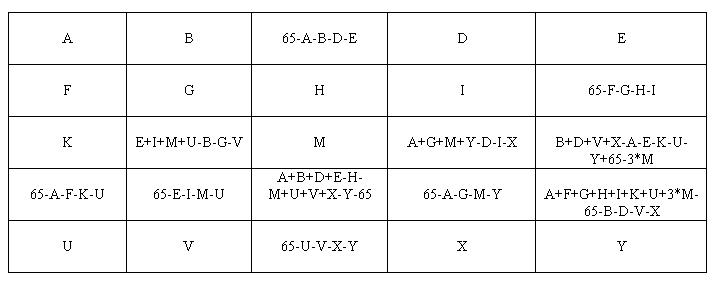 A B 65-A-B-D-E D E
F G H I 65-F-G-H-I
K E+I+M+U-B-G-V M A+G+M+Y-D-I-X B+D+V+X-A-E-K-U-
Y+65-3*M
65-A-F-K-U 65-E-I-M-U A+B+D+E-H-
M+U+V+X-Y-65 65-A-G-M-Y A+F+G+H+I+K+U+3*M-
65-B-D-V-X
U V 65-U-V-X-Y X Y